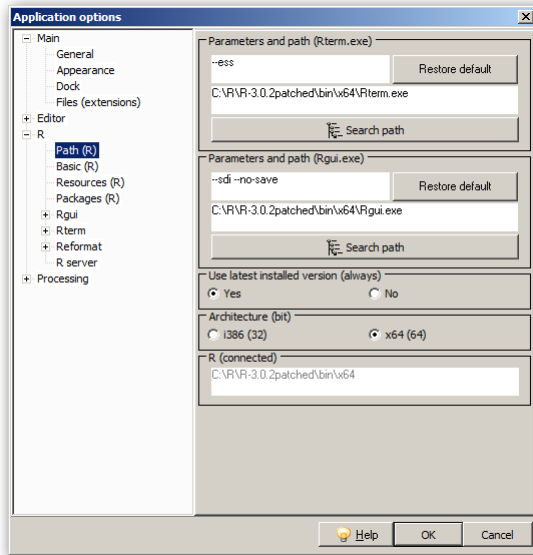 Application options
Main
General
Appearance
Dock
Files (extensions)
Editor
R
Path (R)
Basic (R)
Resources (R)
Packages (R)
Rgui
Rterm
Reformat
R server
Processing
Parameters and path (Rterm.exe)
--ess
Restore default
C:\R\R-3.0.2patched\bin\x64\Rterm.exe
Search path
Parameters and path (Rgui.exe)
--sdi --no-save
Restore default
C:\R\R-3.0.2patched\bin\x64\Rgui.exe
Search path
Use latest installed version (always)
Yes No
Architecture (bit)
i386 (32) x64 (64)
R (connected)
C:\R\R-3.0.2patched\bin\x64
Help OK Cancel